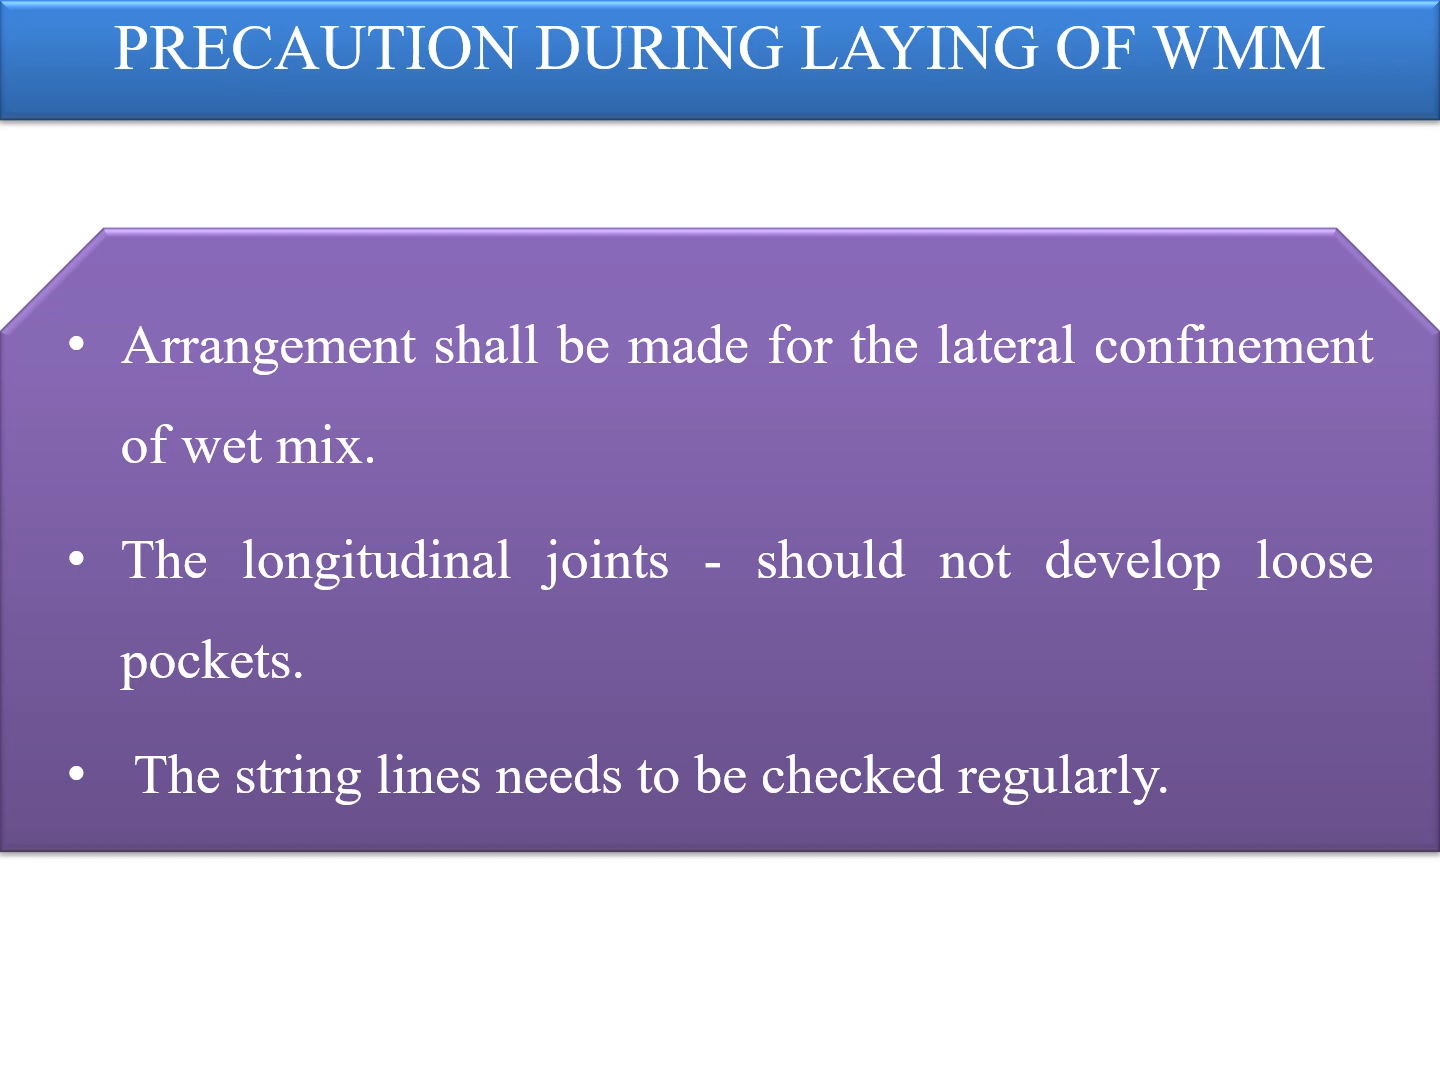 PRECAUTION DURING LAYING OF WMM
• Arrangement shall be made for the lateral confinement
of wet mix.
• The longitudinal joints - should not develop loose
pockets.
• The string lines needs to be checked regularly.